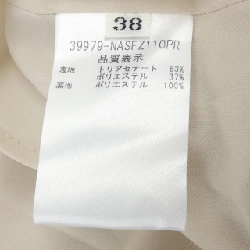 38
39979-NASFZ110PR
品質表示
表地 トリアセテート 63%
ポリエステル 37%
裏地 ポリエステル 100%